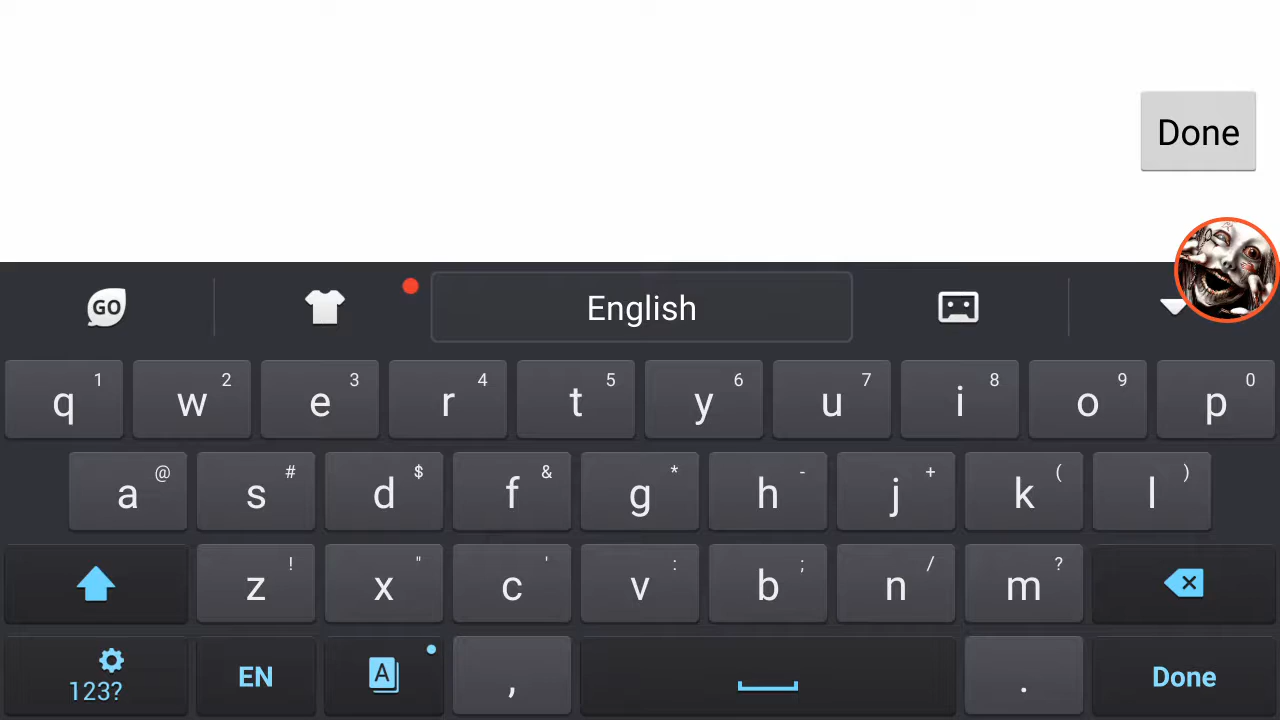 Done
GO English
q 1 w 2 e 3 r 4 t 5 y 6 u 7 i 8 o 9 p 0
a @ s # d $ f & g * h - j + k ( l )
z ! x " c ' v : b ; n / m ?
123? EN A , . Done